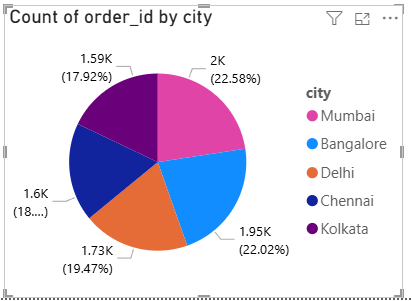 Count of order_id by city
1.59K
(17.92%)
2K
(22.58%)
city
Mumbai
Bangalore
Delhi
Chennai
Kolkata
1.6K
(18....)
1.73K
(19.47%)
1.95K
(22.02%)